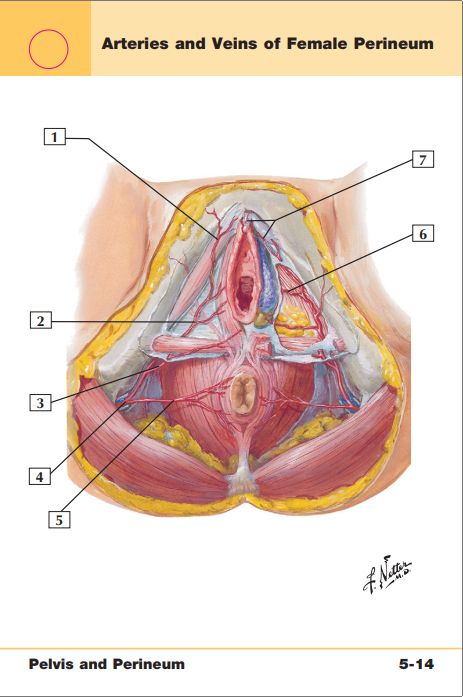 Arteries and Veins of Female Perineum
1
7
6
2
3
4
5
F. Netter
M.D.
Pelvis and Perineum 5-14